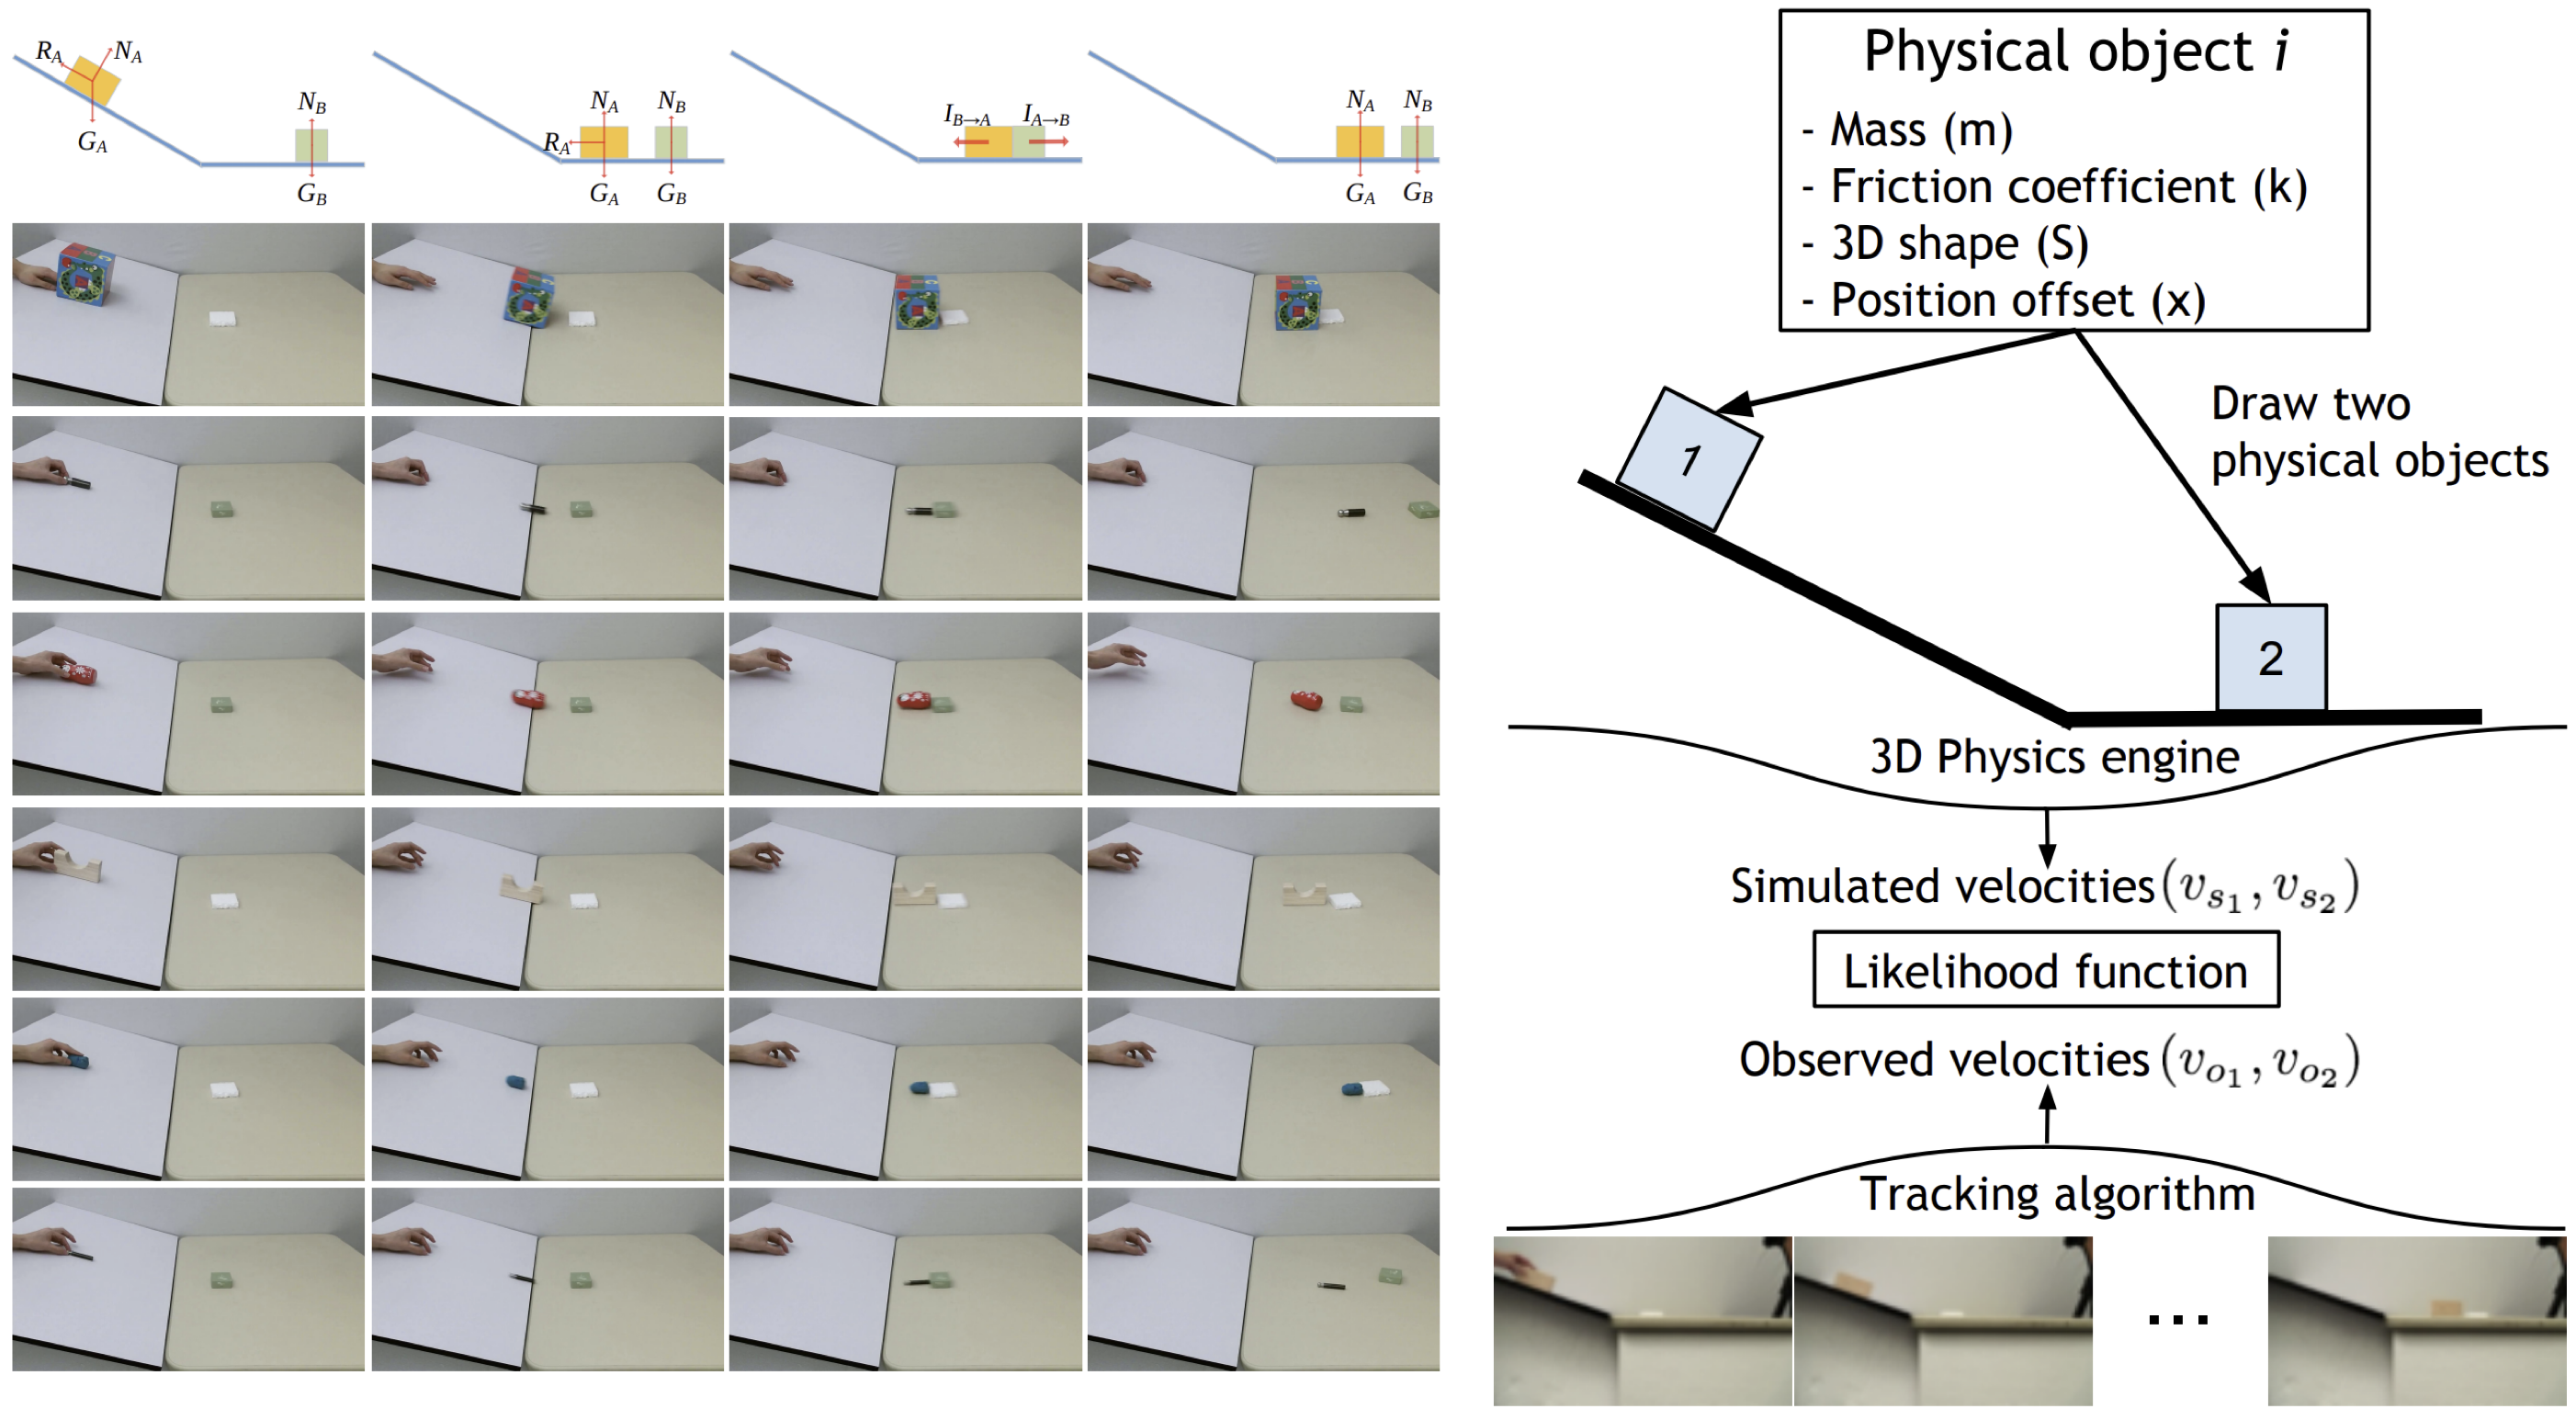 R_A N_A
G_A
N_B
G_B
N_A N_B
R_A
G_A G_B
I_{B→A} I_{A→B}
N_A N_B
G_A G_B
Physical object i
- Mass (m)
- Friction coefficient (k)
- 3D shape (S)
- Position offset (x)
Draw two
physical objects
1
2
3D Physics engine
Simulated velocities (v_{s_1}, v_{s_2})
Likelihood function
Observed velocities (v_{o_1}, v_{o_2})
Tracking algorithm
...